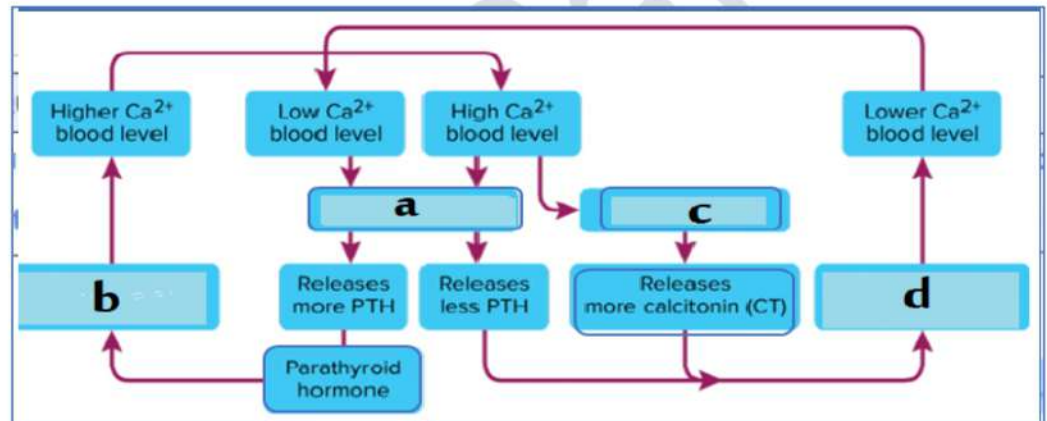 Higher Ca²⁺
blood level
Low Ca²⁺
blood level
High Ca²⁺
blood level
Lower Ca²⁺
blood level
a
c
b
Releases
more PTH
Releases
less PTH
Releases
more calcitonin (CT)
d
Parathyroid
hormone